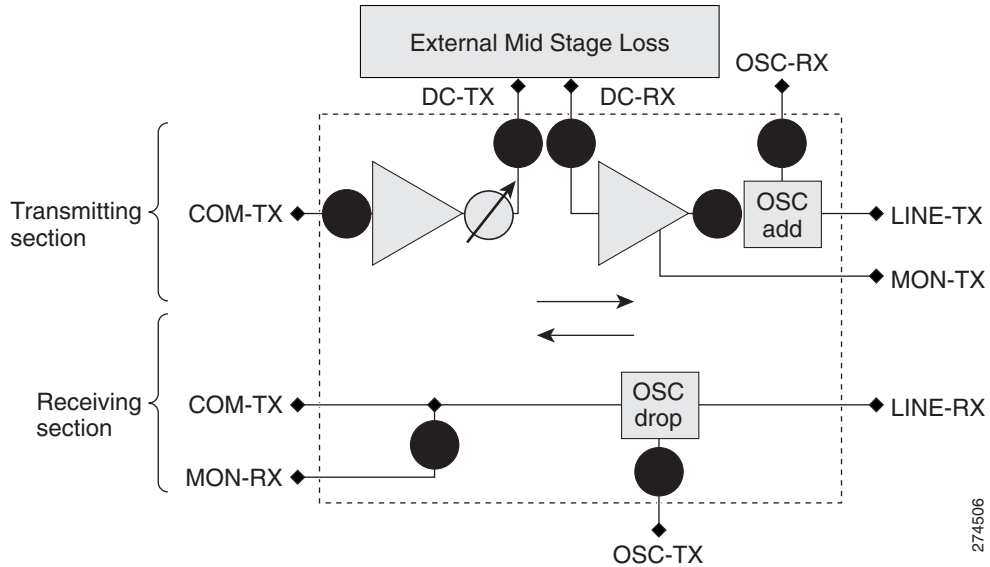 External Mid Stage Loss
OSC-RX
DC-TX
DC-RX
Transmitting
section
COM-TX
OSC
add
LINE-TX
MON-TX
Receiving
section
COM-TX
OSC
drop
LINE-RX
MON-RX
OSC-TX
274506